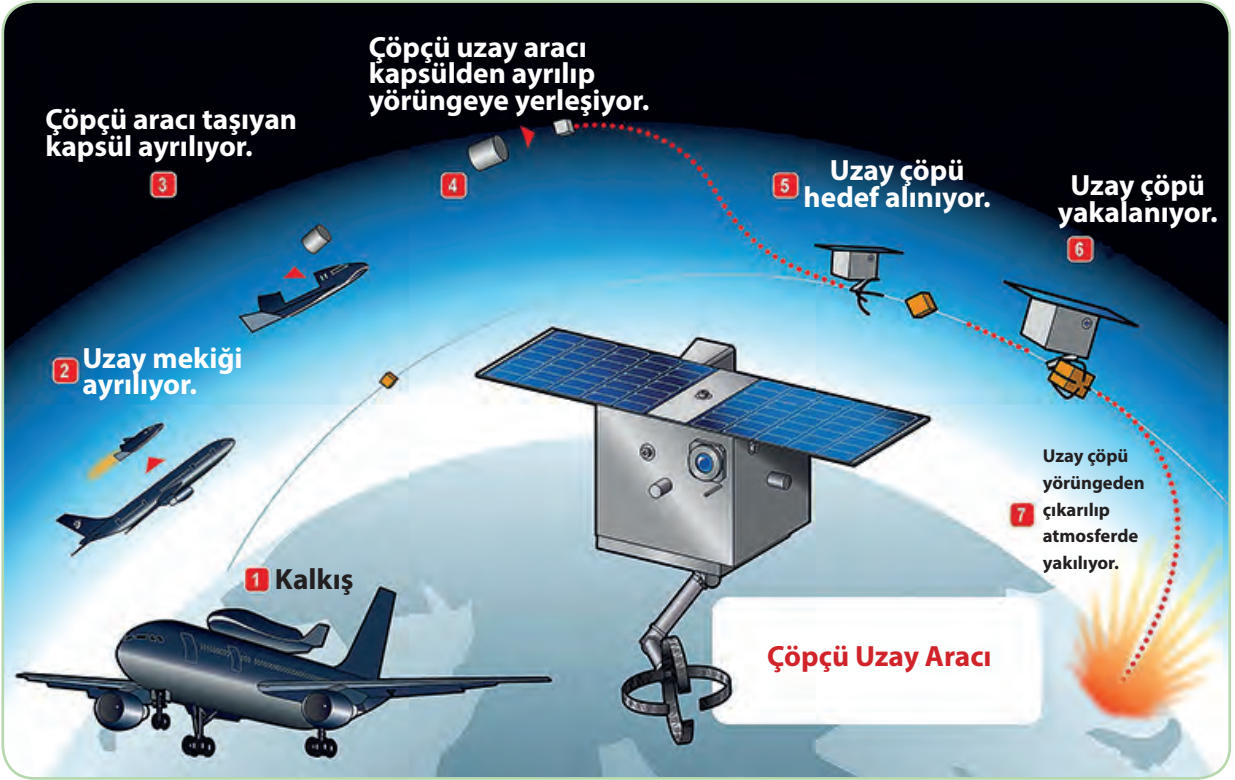 1 Kalkış
2 Uzay mekiği
ayrılıyor.
Çöpçü aracı taşıyan
kapsül ayrılıyor.
3
Çöpçü uzay aracı
kapsülden ayrılıp
yörüngeye yerleşiyor.
4
5 Uzay çöpü
hedef alınıyor.
Uzay çöpü
yakalanıyor.
6
Uzay çöpü
yörüngeden
7 çıkarılıp
atmosferde
yakılıyor.
Çöpçü Uzay Aracı